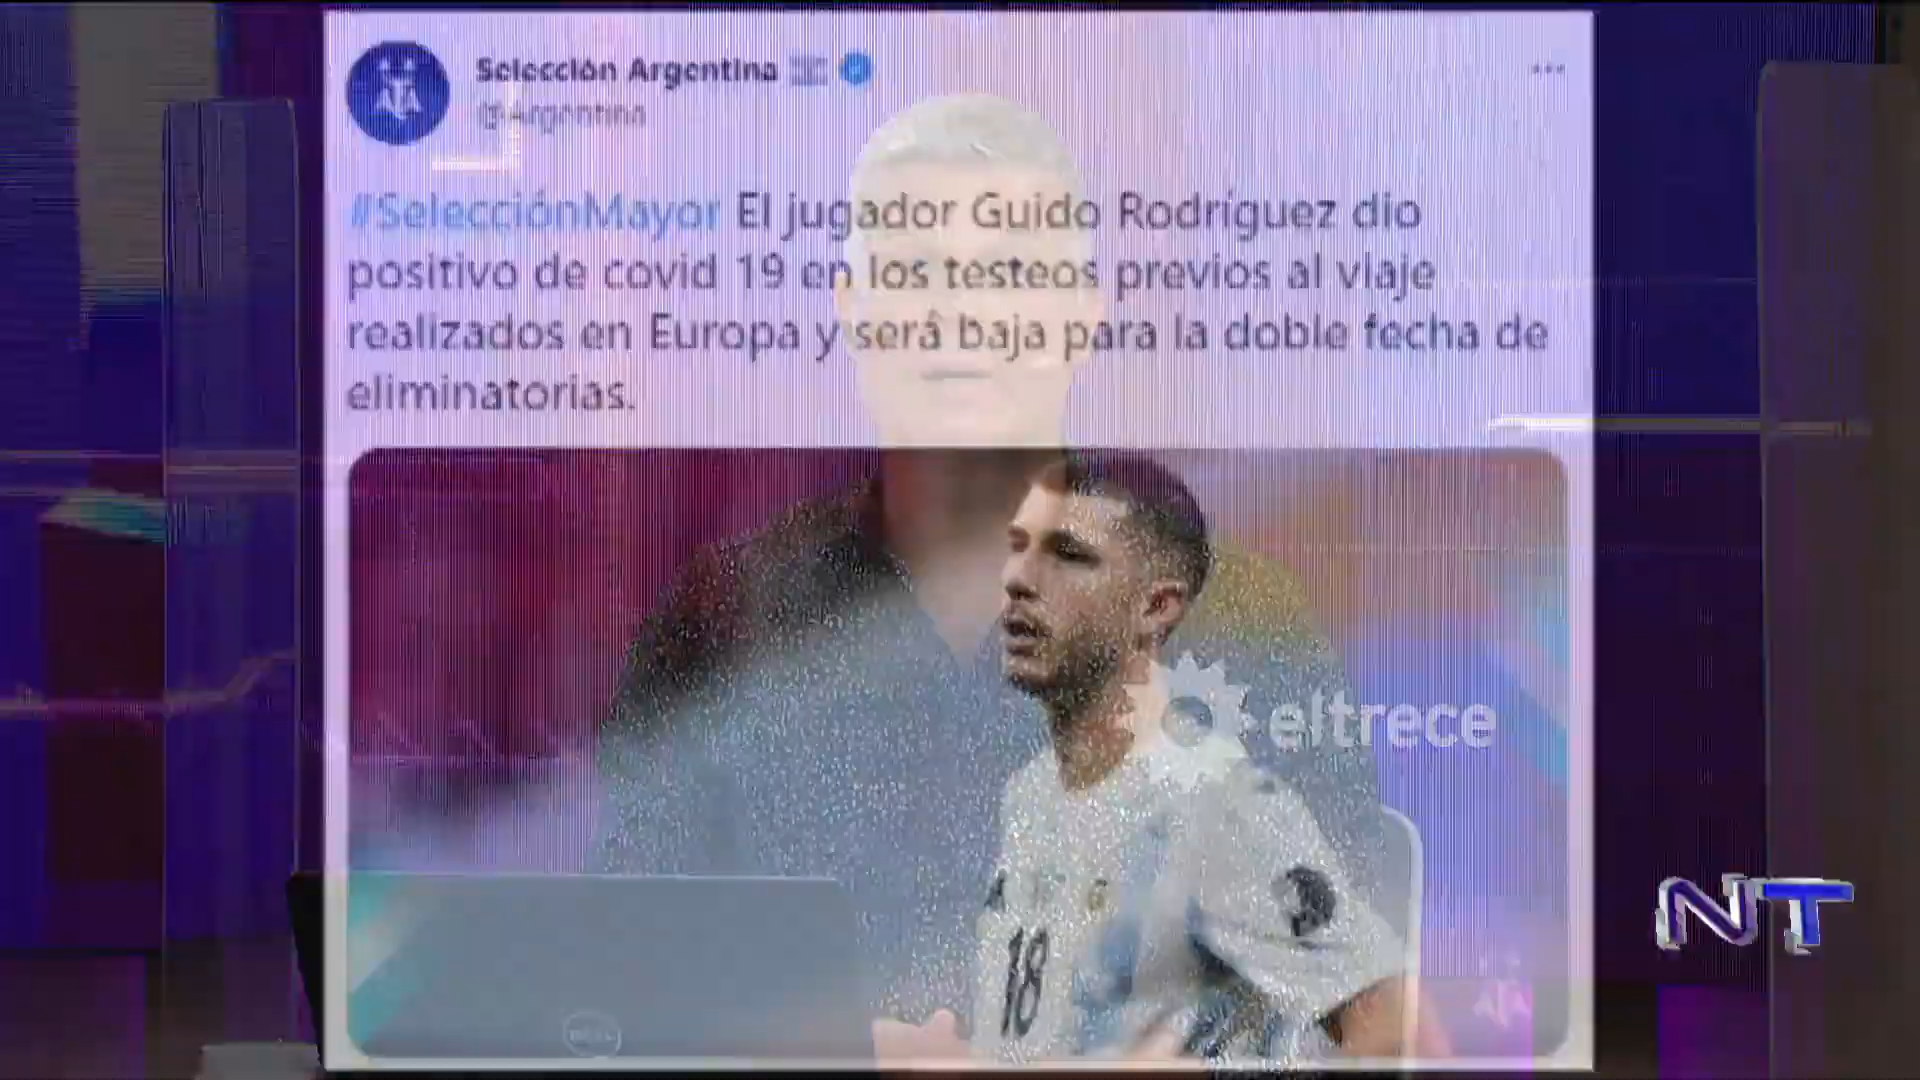 Selección Argentina
@Argentina
#SelecciónMayor El jugador Guido Rodríguez dio
positivo de covid 19 en los testeos previos al viaje
realizados en Europa y será baja para la doble fecha de
eliminatorias.
eltrece
18
NT
DELL